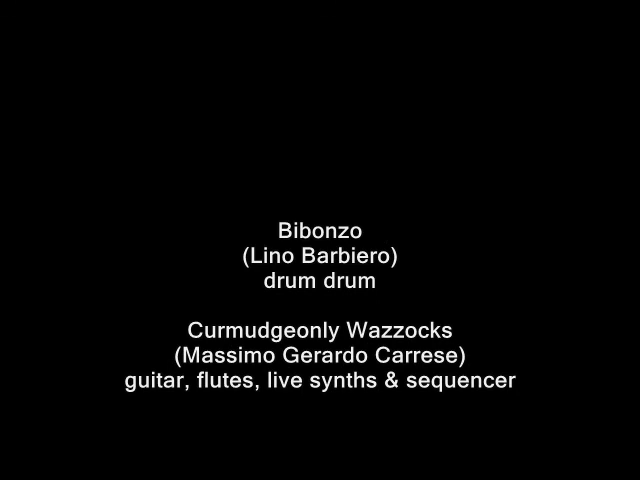 Bibonzo
(Lino Barbiero)
drum drum
Curmudgeonly Wazzocks
(Massimo Gerardo Carrese)
guitar, flutes, live synths & sequencer